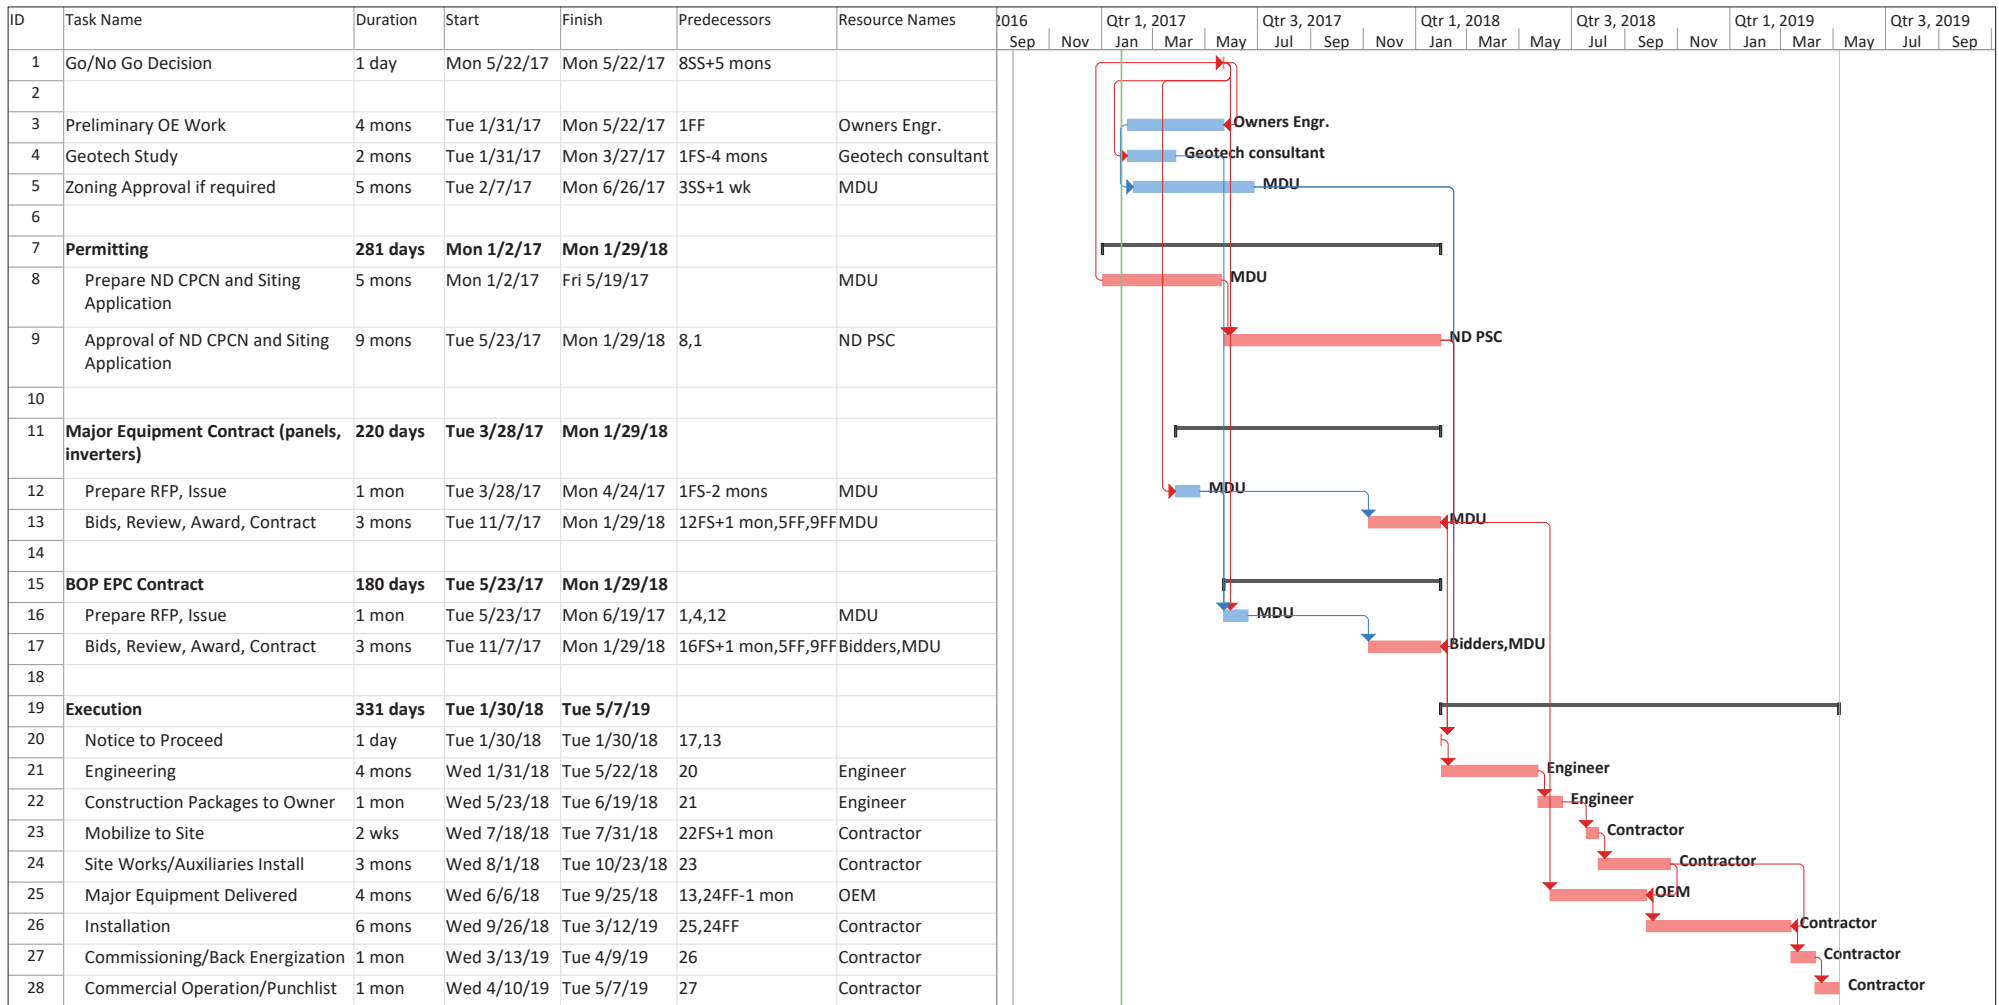 ID Task Name Duration Start Finish Predecessors Resource Names 2016 Qtr 1, 2017 Qtr 3, 2017 Qtr 1, 2018 Qtr 3, 2018 Qtr 1, 2019 Qtr 3, 2019
Sep Nov Jan Mar May Jul Sep Nov Jan Mar May Jul Sep Nov Jan Mar May Jul Sep
1 Go/No Go Decision 1 day Mon 5/22/17 Mon 5/22/17 8SS+5 mons
2
3 Preliminary OE Work 4 mons Tue 1/31/17 Mon 5/22/17 1FF Owners Engr. Owners Engr.
4 Geotech Study 2 mons Tue 1/31/17 Mon 3/27/17 1FS-4 mons Geotech consultant Geotech consultant
5 Zoning Approval if required 5 mons Tue 2/7/17 Mon 6/26/17 3SS+1 wk MDU MDU
6
7 Permitting 281 days Mon 1/2/17 Mon 1/29/18
8 Prepare ND CPCN and Siting 5 mons Mon 1/2/17 Fri 5/19/17 MDU MDU
Application
9 Approval of ND CPCN and Siting 9 mons Tue 5/23/17 Mon 1/29/18 8,1 ND PSC ND PSC
Application
10
11 Major Equipment Contract (panels, 220 days Tue 3/28/17 Mon 1/29/18
inverters)
12 Prepare RFP, Issue 1 mon Tue 3/28/17 Mon 4/24/17 1FS-2 mons MDU MDU
13 Bids, Review, Award, Contract 3 mons Tue 11/7/17 Mon 1/29/18 12FS+1 mon,5FF,9FF MDU MDU
14
15 BOP EPC Contract 180 days Tue 5/23/17 Mon 1/29/18
16 Prepare RFP, Issue 1 mon Tue 5/23/17 Mon 6/19/17 1,4,12 MDU MDU
17 Bids, Review, Award, Contract 3 mons Tue 11/7/17 Mon 1/29/18 16FS+1 mon,5FF,9FF Bidders,MDU Bidders,MDU
18
19 Execution 331 days Tue 1/30/18 Tue 5/7/19
20 Notice to Proceed 1 day Tue 1/30/18 Tue 1/30/18 17,13
21 Engineering 4 mons Wed 1/31/18 Tue 5/22/18 20 Engineer Engineer
22 Construction Packages to Owner 1 mon Wed 5/23/18 Tue 6/19/18 21 Engineer Engineer
23 Mobilize to Site 2 wks Wed 7/18/18 Tue 7/31/18 22FS+1 mon Contractor Contractor
24 Site Works/Auxiliaries Install 3 mons Wed 8/1/18 Tue 10/23/18 23 Contractor Contractor
25 Major Equipment Delivered 4 mons Wed 6/6/18 Tue 9/25/18 13,24FF-1 mon OEM OEM
26 Installation 6 mons Wed 9/26/18 Tue 3/12/19 25,24FF Contractor Contractor
27 Commissioning/Back Energization 1 mon Wed 3/13/19 Tue 4/9/19 26 Contractor Contractor
28 Commercial Operation/Punchlist 1 mon Wed 4/10/19 Tue 5/7/19 27 Contractor Contractor